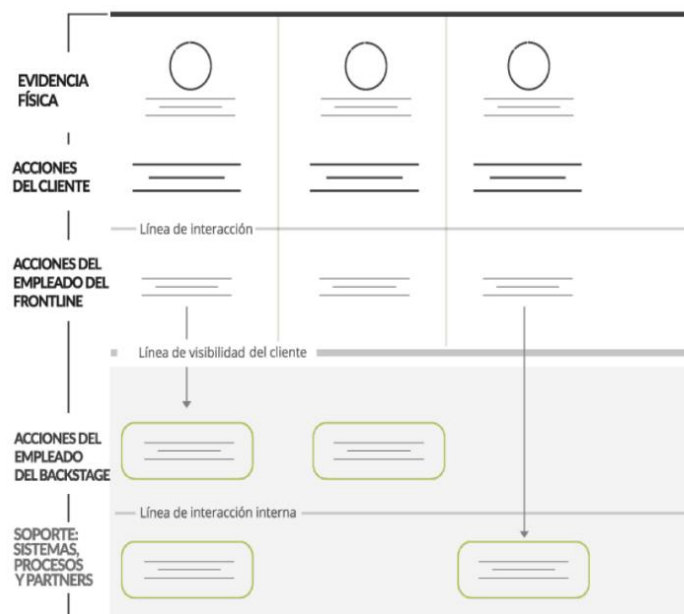 EVIDENCIA
FÍSICA
ACCIONES
DEL CLIENTE
Línea de interacción
ACCIONES DEL
EMPLEADO DEL
FRONTLINE
Línea de visibilidad del cliente
ACCIONES DEL
EMPLEADO
DEL BACKSTAGE
Línea de interacción interna
SOPORTE:
SISTEMAS,
PROCESOS
Y PARTNERS